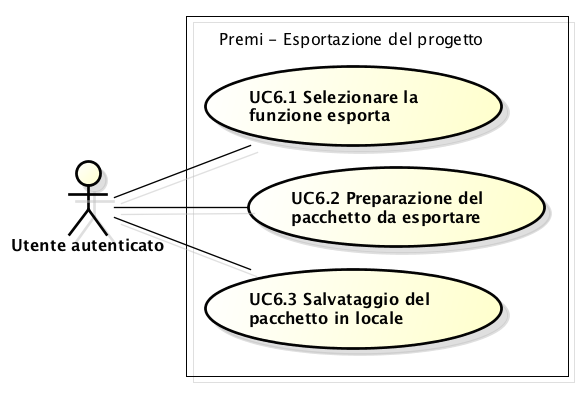 Premi - Esportazione del progetto
UC6.1 Selezionare la
funzione esporta
UC6.2 Preparazione del
pacchetto da esportare
Utente autenticato
UC6.3 Salvataggio del
pacchetto in locale